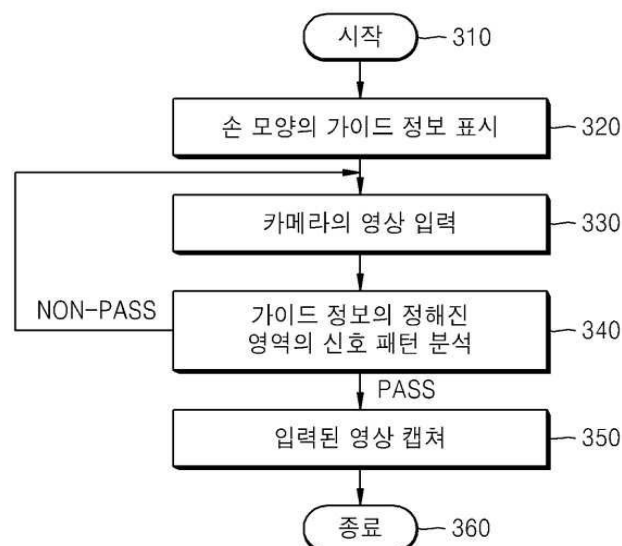 시작 310
손 모양의 가이드 정보 표시 320
카메라의 영상 입력 330
NON-PASS
가이드 정보의 정해진
영역의 신호 패턴 분석 340
PASS
입력된 영상 캡쳐 350
종료 360